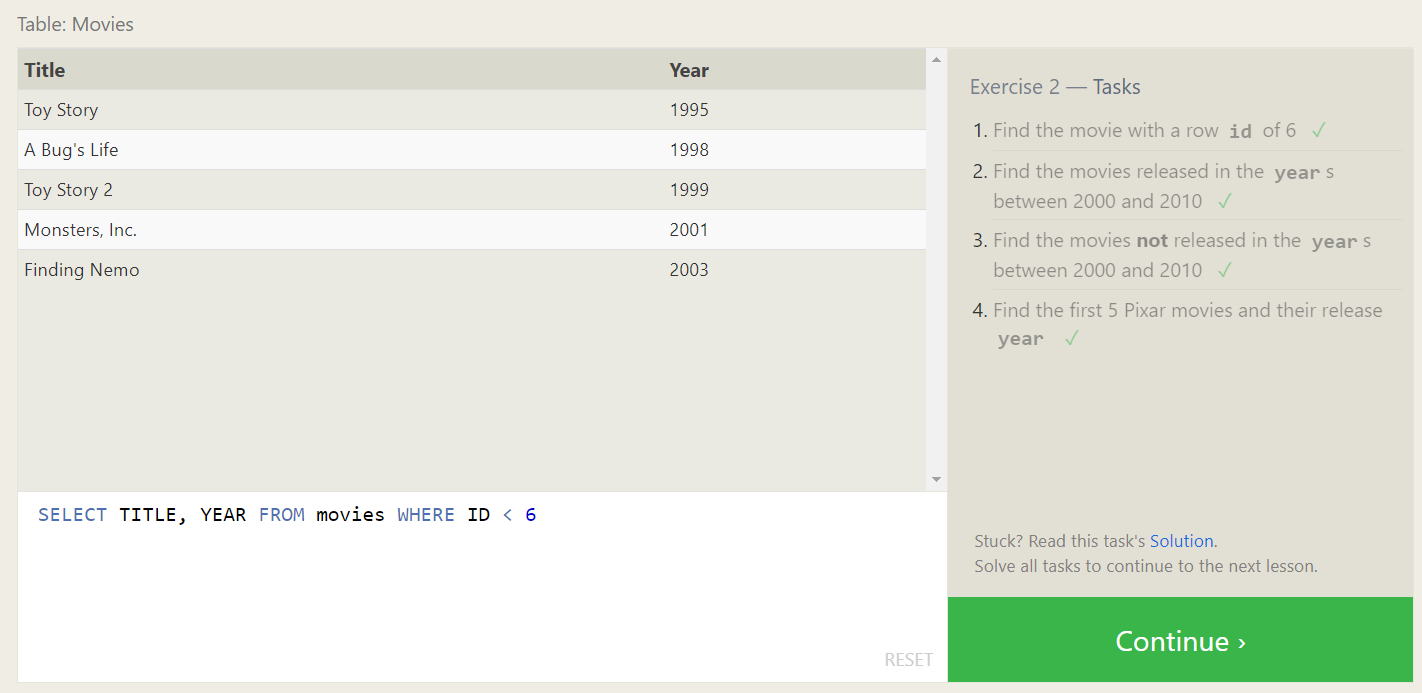 Table: Movies
Title Year
Toy Story 1995
A Bug's Life 1998
Toy Story 2 1999
Monsters, Inc. 2001
Finding Nemo 2003
SELECT TITLE, YEAR FROM movies WHERE ID < 6
RESET
Exercise 2 — Tasks
1. Find the movie with a row id of 6 ✓
2. Find the movies released in the year s
between 2000 and 2010 ✓
3. Find the movies not released in the year s
between 2000 and 2010 ✓
4. Find the first 5 Pixar movies and their release
year ✓
Stuck? Read this task's Solution.
Solve all tasks to continue to the next lesson.
Continue ›